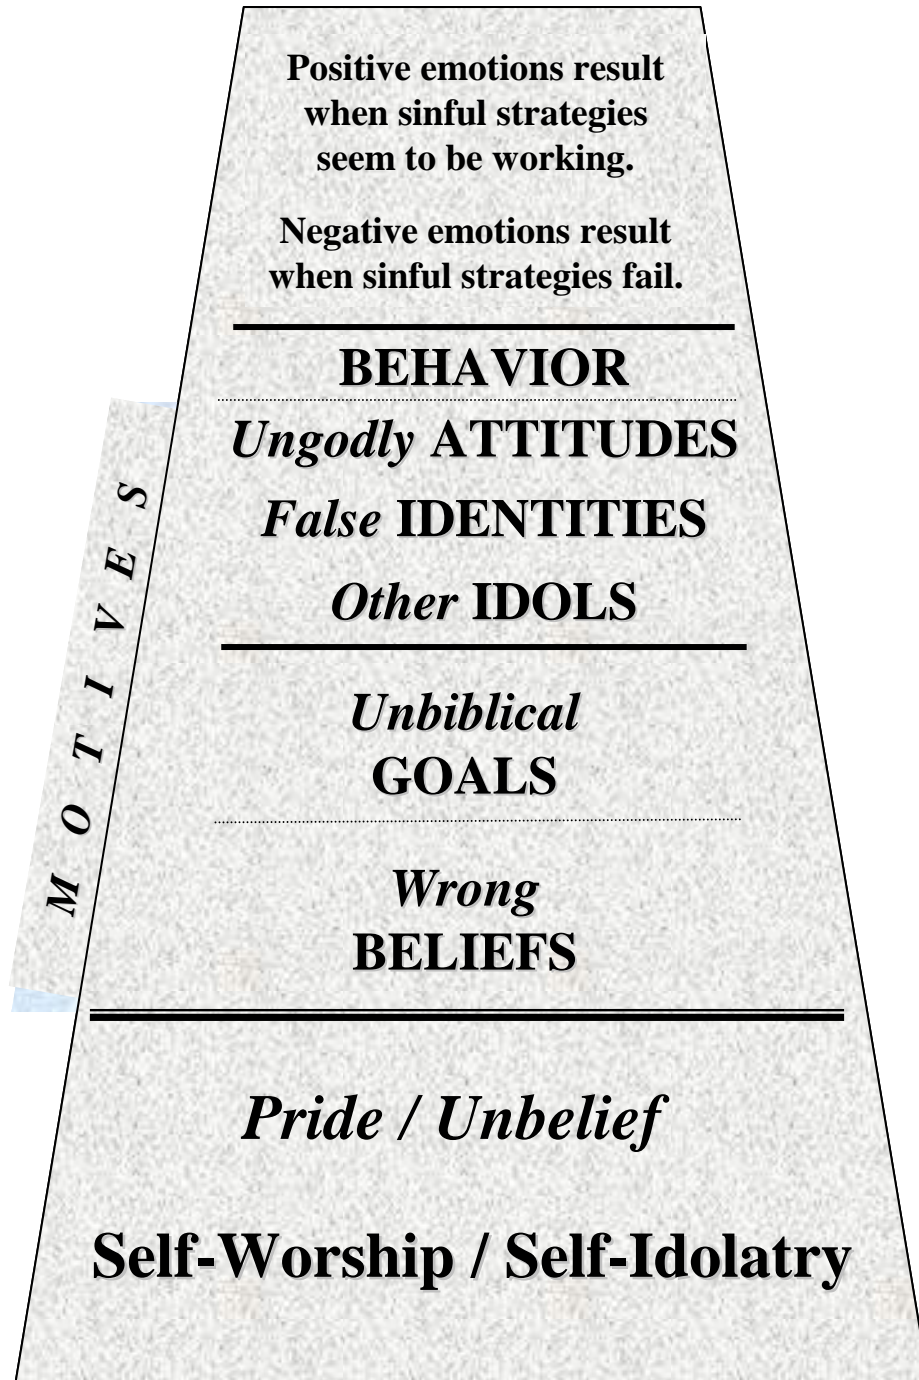 Positive emotions result
when sinful strategies
seem to be working.
Negative emotions result
when sinful strategies fail.
BEHAVIOR
Ungodly ATTITUDES
False IDENTITIES
Other IDOLS
Unbiblical
GOALS
Wrong
BELIEFS
MOTIVES
Pride / Unbelief
Self-Worship / Self-Idolatry